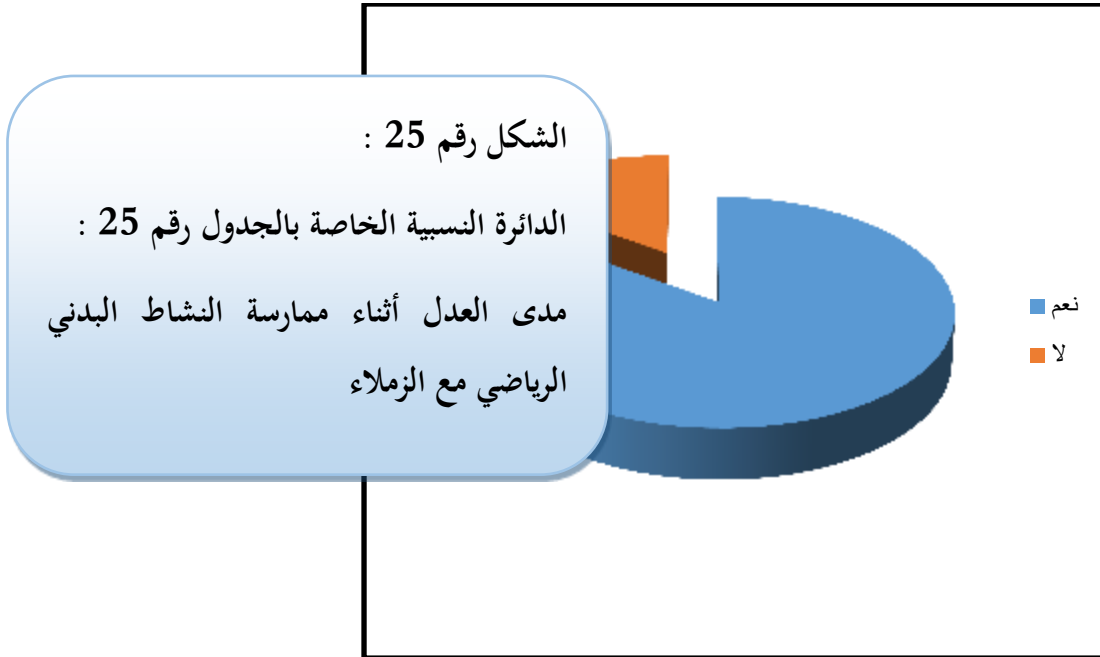 الشكل رقم 25 :
الدائرة النسبية الخاصة بالجدول رقم 25 :
مدى العدل أثناء ممارسة النشاط البدني
الرياضي مع الزملاء
نعم
لا